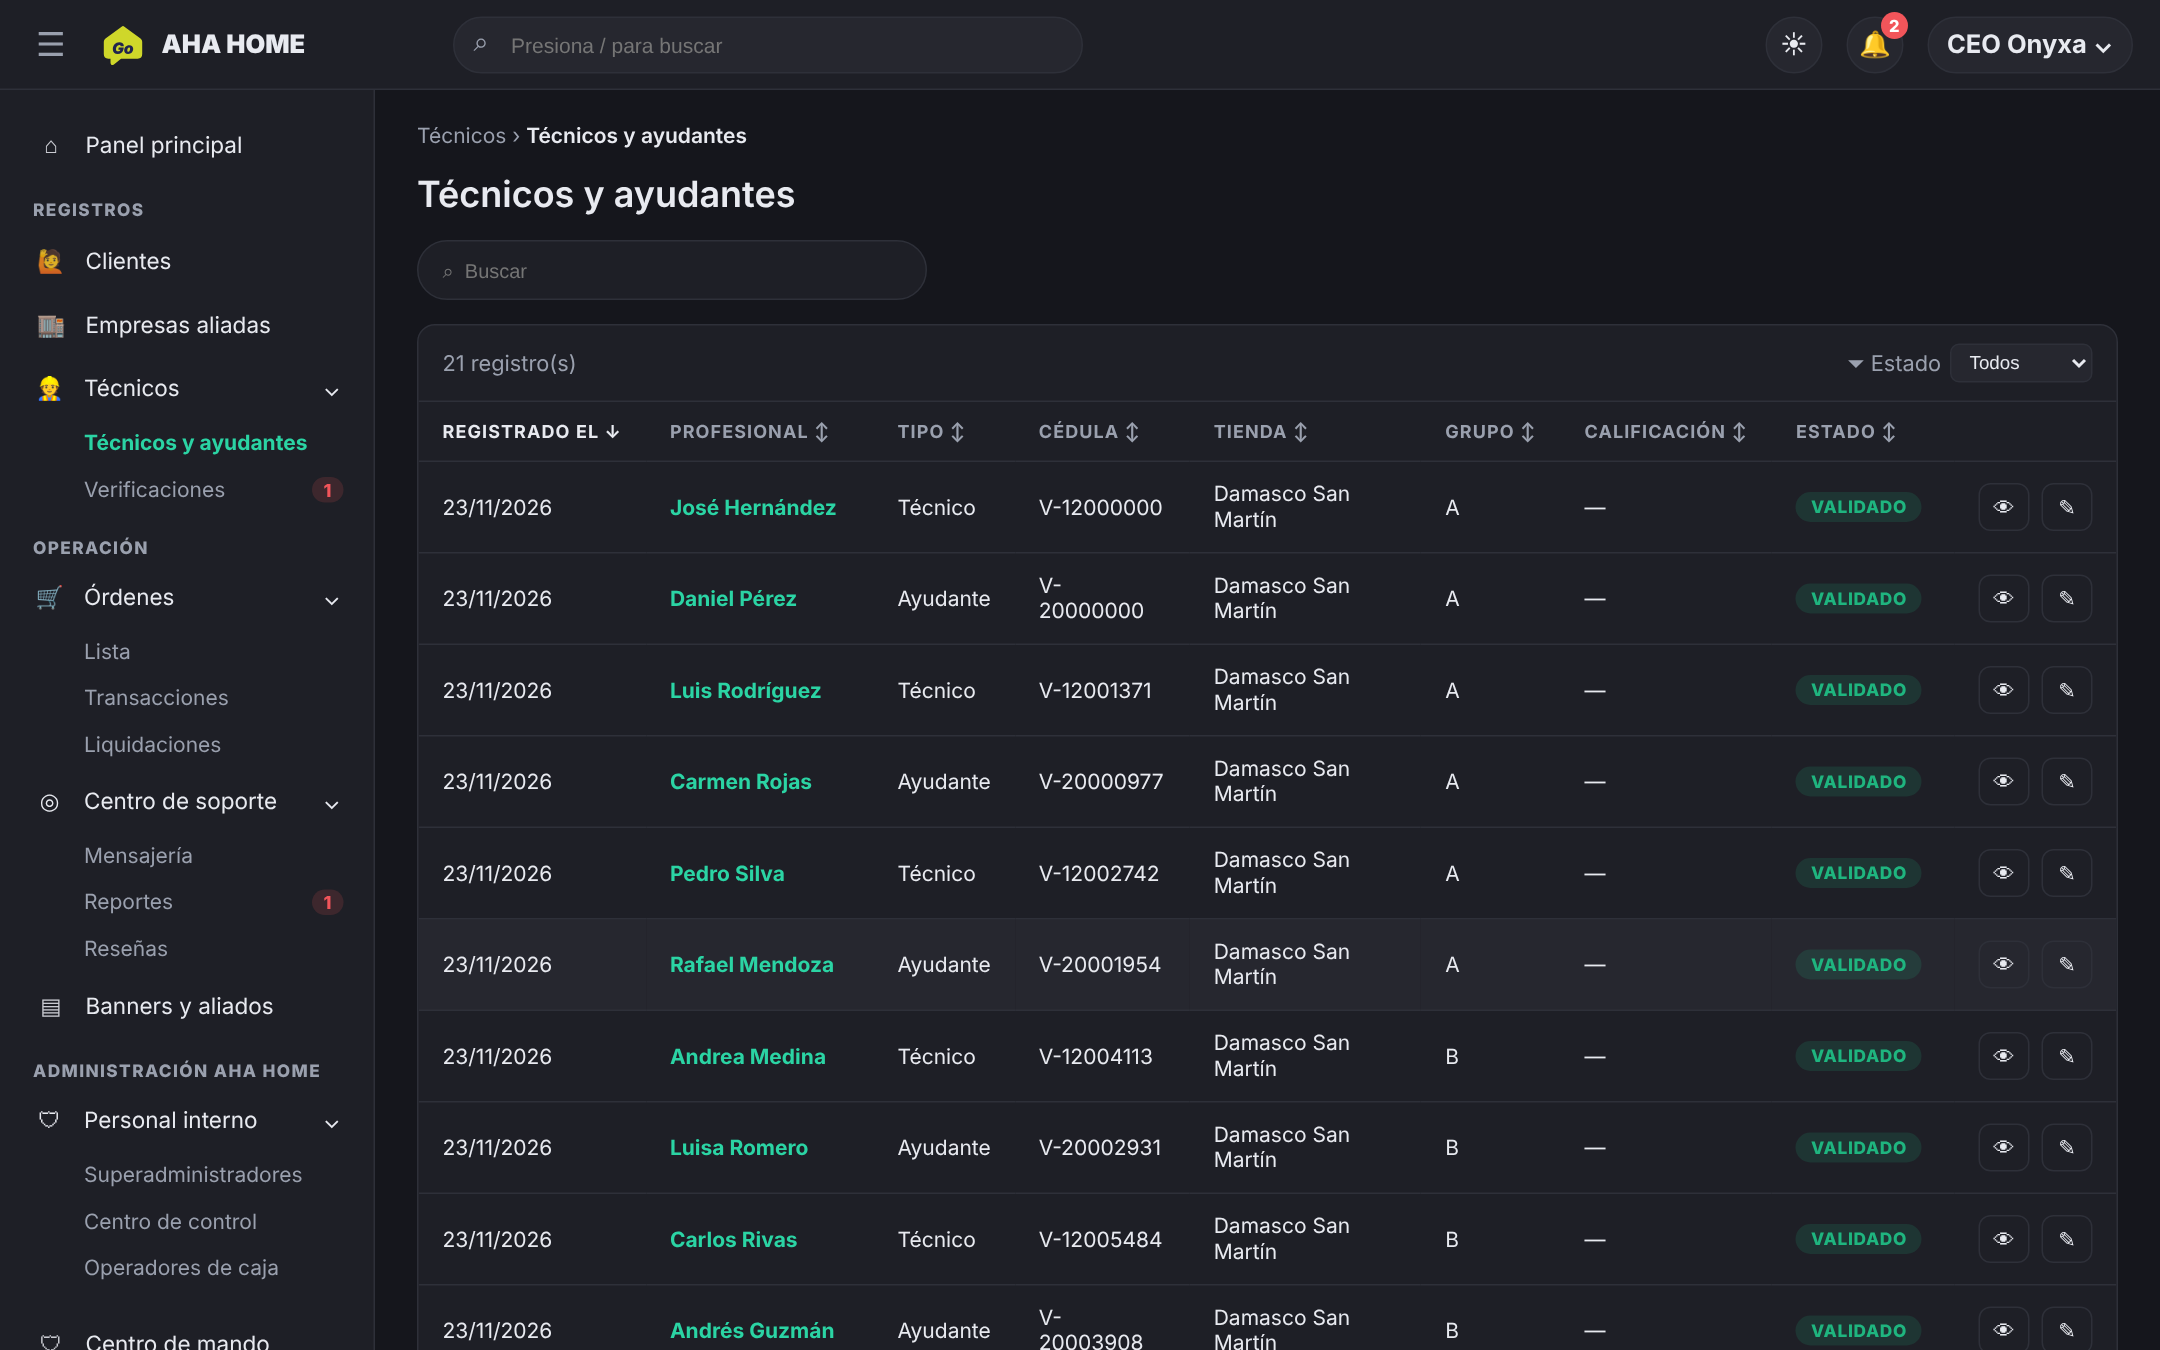 Go AHA HOME
Presiona / para buscar
2
CEO Onyxa
Panel principal
REGISTROS
Clientes
Empresas aliadas
Técnicos
Técnicos y ayudantes
Verificaciones 1
OPERACIÓN
Órdenes
Lista
Transacciones
Liquidaciones
Centro de soporte
Mensajería
Reportes 1
Reseñas
Banners y aliados
ADMINISTRACIÓN AHA HOME
Personal interno
Superadministradores
Centro de control
Operadores de caja
Centro de mando
Técnicos › Técnicos y ayudantes
Técnicos y ayudantes
Buscar
21 registro(s)
Estado Todos
REGISTRADO EL ↓ PROFESIONAL ↕ TIPO ↕ CÉDULA ↕ TIENDA ↕ GRUPO ↕ CALIFICACIÓN ↕ ESTADO ↕
23/11/2026 José Hernández Técnico V-12000000 Damasco San Martín A — VALIDADO
23/11/2026 Daniel Pérez Ayudante V-20000000 Damasco San Martín A — VALIDADO
23/11/2026 Luis Rodríguez Técnico V-12001371 Damasco San Martín A — VALIDADO
23/11/2026 Carmen Rojas Ayudante V-20000977 Damasco San Martín A — VALIDADO
23/11/2026 Pedro Silva Técnico V-12002742 Damasco San Martín A — VALIDADO
23/11/2026 Rafael Mendoza Ayudante V-20001954 Damasco San Martín A — VALIDADO
23/11/2026 Andrea Medina Técnico V-12004113 Damasco San Martín B — VALIDADO
23/11/2026 Luisa Romero Ayudante V-20002931 Damasco San Martín B — VALIDADO
23/11/2026 Carlos Rivas Técnico V-12005484 Damasco San Martín B — VALIDADO
23/11/2026 Andrés Guzmán Ayudante V-20003908 Damasco San Martín B — VALIDADO